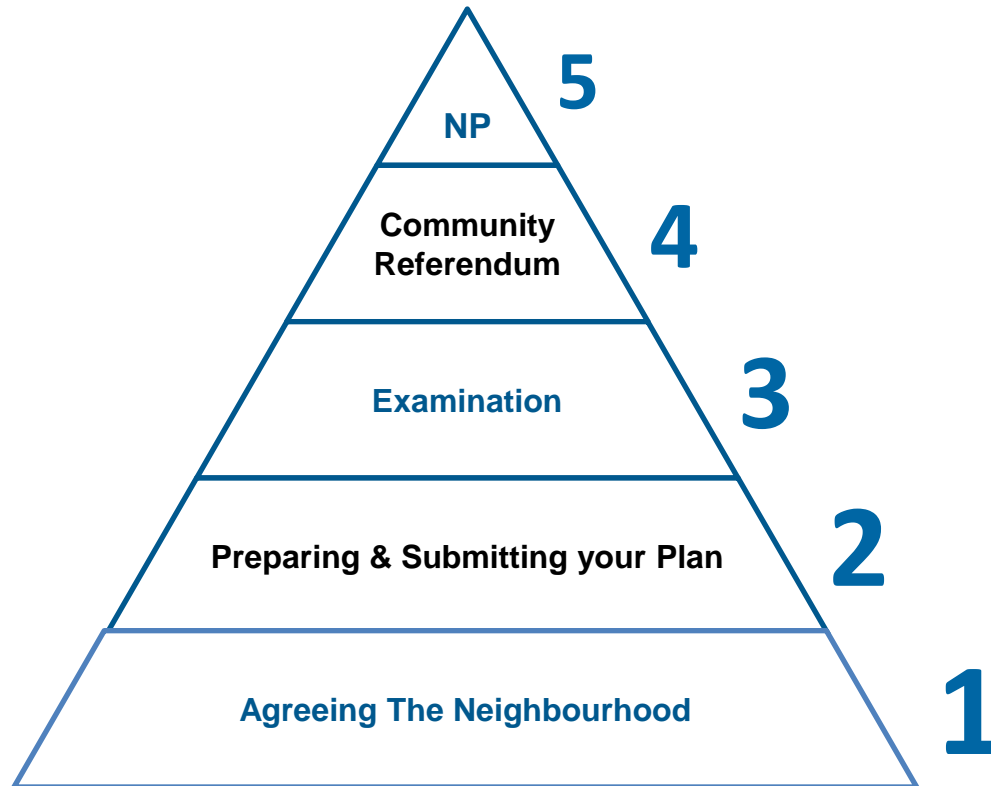 5
NP
Community
Referendum
4
Examination
3
Preparing & Submitting your Plan
2
Agreeing The Neighbourhood
1